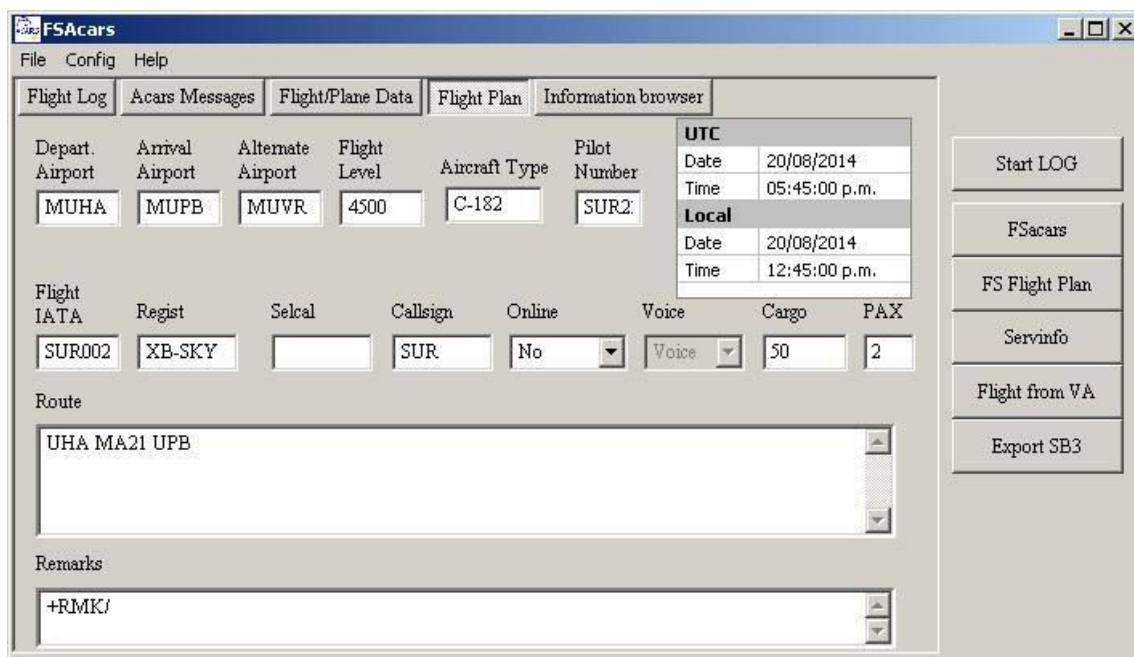 FSAcars
File Config Help
Flight Log Acars Messages Flight/Plane Data Flight Plan Information browser
Depart. Airport Arrival Airport Alternate Airport Flight Level Aircraft Type Pilot Number
MUHA MUPB MUVR 4500 C-182 SUR2
UTC
Date 20/08/2014
Time 05:45:00 p.m.
Local
Date 20/08/2014
Time 12:45:00 p.m.
Flight IATA Regist Selcal Callsign Online Voice Cargo PAX
SUR002 XB-SKY SUR No Voice 50 2
Route
UHA MA21 UPB
Remarks
+RMK/
Start LOG
FSacars
FS Flight Plan
Servinfo
Flight from VA
Export SB3